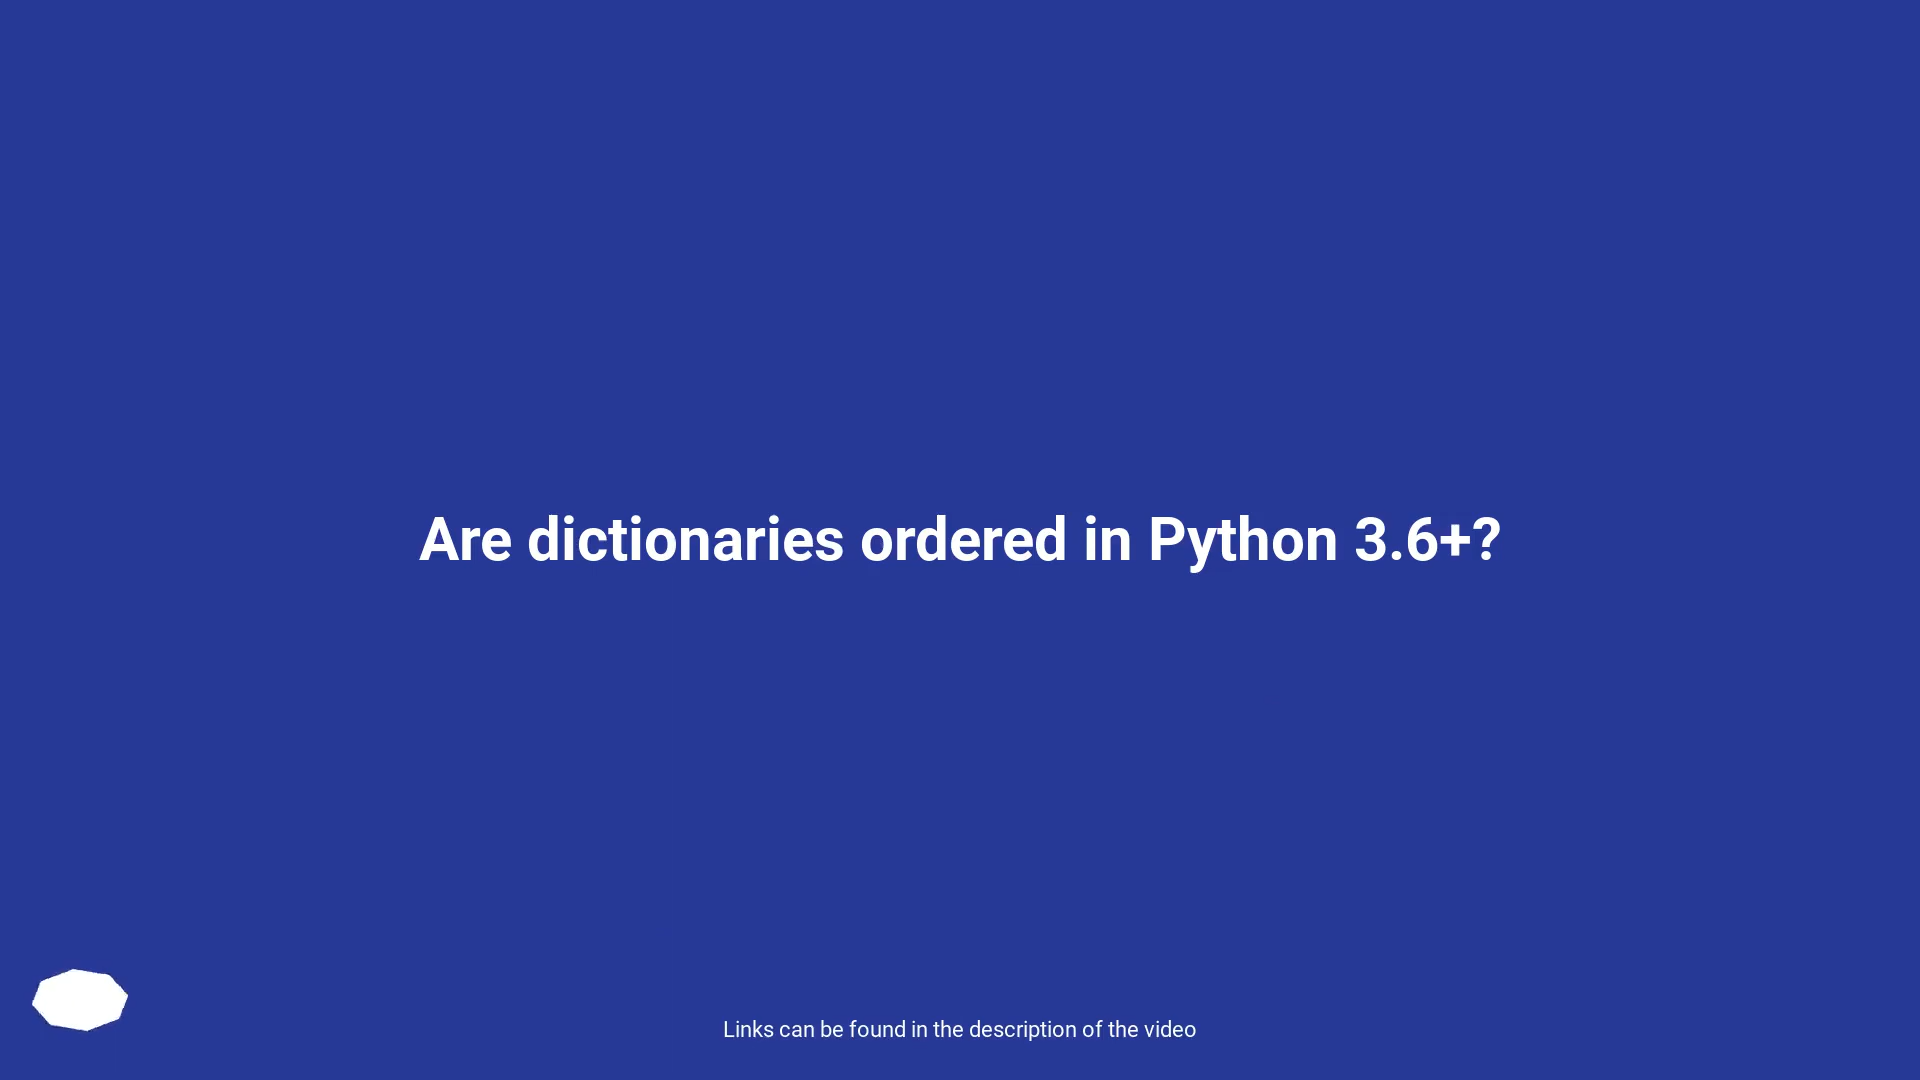 Are dictionaries ordered in Python 3.6+?
Links can be found in the description of the video